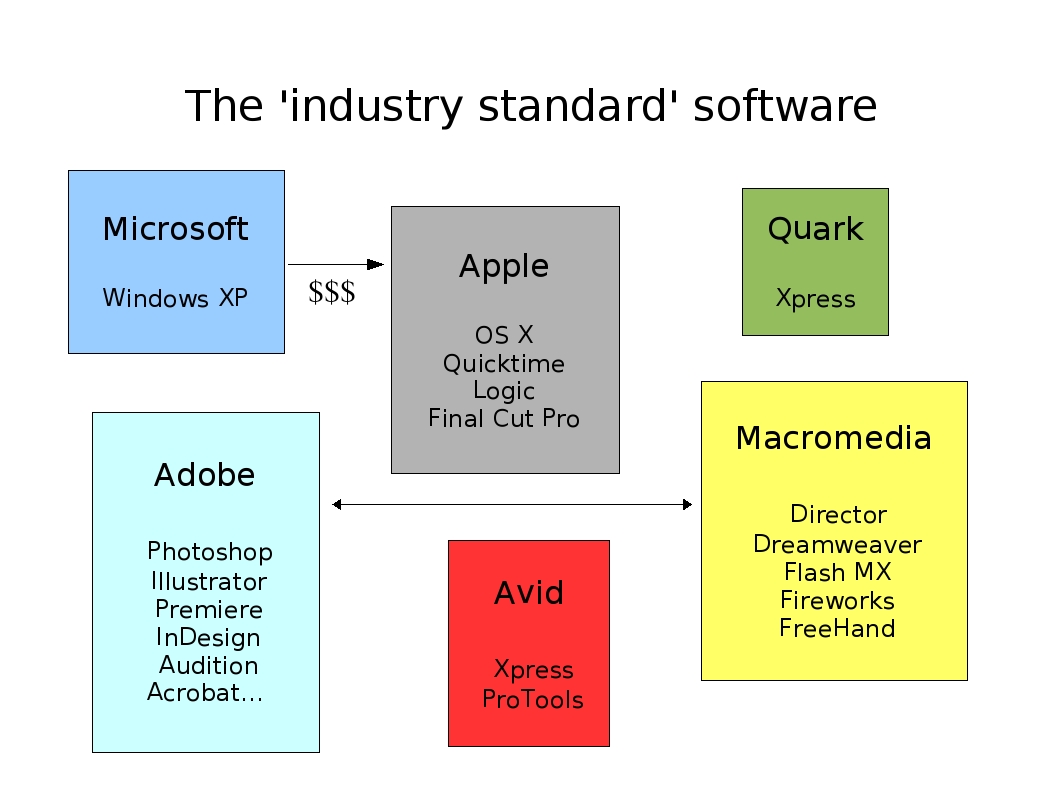 The 'industry standard' software
Microsoft
Windows XP
$$$
Apple
OS X
Quicktime
Logic
Final Cut Pro
Quark
Xpress
Adobe
Photoshop
Illustrator
Premiere
InDesign
Audition
Acrobat...
Avid
Xpress
ProTools
Macromedia
Director
Dreamweaver
Flash MX
Fireworks
FreeHand